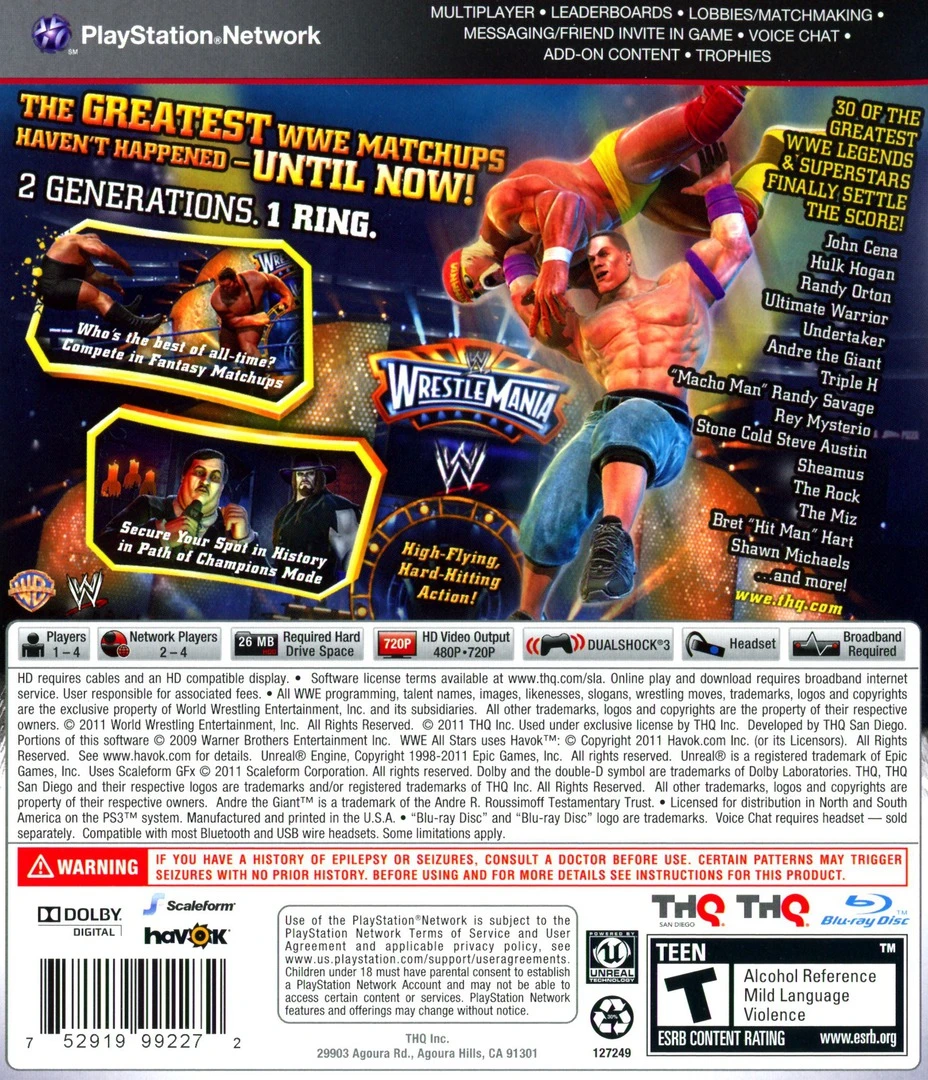 PlayStation®Network
SM
MULTIPLAYER • LEADERBOARDS • LOBBIES/MATCHMAKING •
MESSAGING/FRIEND INVITE IN GAME • VOICE CHAT •
ADD-ON CONTENT • TROPHIES
THE GREATEST WWE MATCHUPS
HAVEN'T HAPPENED – UNTIL NOW!
2 GENERATIONS. 1 RING.
30 OF THE
GREATEST
WWE LEGENDS
& SUPERSTARS
FINALLY SETTLE
THE SCORE!
John Cena
Hulk Hogan
Randy Orton
Ultimate Warrior
Undertaker
Andre the Giant
Triple H
"Macho Man" Randy Savage
Rey Mysterio
Stone Cold Steve Austin
Sheamus
The Rock
The Miz
Bret "Hit Man" Hart
Shawn Michaels
...and more!
www.thq.com
Who's the best of all-time?
Compete in Fantasy Matchups
WRESTLEMANIA
W
Secure Your Spot in History
in Path of Champions Mode
High-Flying,
Hard-Hitting
Action!
WB
W
Players
1 – 4
Network Players
2 – 4
26 MB
HDD
Required Hard
Drive Space
720P
HD Video Output
480P•720P
DUALSHOCK®3
Headset
Broadband
Required
HD requires cables and an HD compatible display. • Software license terms available at www.thq.com/sla. Online play and download requires broadband internet
service. User responsible for associated fees. • All WWE programming, talent names, images, likenesses, slogans, wrestling moves, trademarks, logos and copyrights
are the exclusive property of World Wrestling Entertainment, Inc. and its subsidiaries. All other trademarks, logos and copyrights are the property of their respective
owners. © 2011 World Wrestling Entertainment, Inc. All Rights Reserved. © 2011 THQ Inc. Used under exclusive license by THQ Inc. Developed by THQ San Diego.
Portions of this software © 2009 Warner Brothers Entertainment Inc. WWE All Stars uses Havok™: © Copyright 2011 Havok.com Inc. (or its Licensors). All Rights
Reserved. See www.havok.com for details. Unreal® Engine, Copyright 1998-2011 Epic Games, Inc. All rights reserved. Unreal® is a registered trademark of Epic
Games, Inc. Uses Scaleform GFx © 2011 Scaleform Corporation. All rights reserved. Dolby and the double-D symbol are trademarks of Dolby Laboratories. THQ, THQ
San Diego and their respective logos are trademarks and/or registered trademarks of THQ Inc. All Rights Reserved. All other trademarks, logos and copyrights are
property of their respective owners. Andre the Giant™ is a trademark of the Andre R. Roussimoff Testamentary Trust. • Licensed for distribution in North and South
America on the PS3™ system. Manufactured and printed in the U.S.A. • "Blu-ray Disc" and "Blu-ray Disc" logo are trademarks. Voice Chat requires headset — sold
separately. Compatible with most Bluetooth and USB wire headsets. Some limitations apply.
WARNING
IF YOU HAVE A HISTORY OF EPILEPSY OR SEIZURES, CONSULT A DOCTOR BEFORE USE. CERTAIN PATTERNS MAY TRIGGER
SEIZURES WITH NO PRIOR HISTORY. BEFORE USING AND FOR MORE DETAILS SEE INSTRUCTIONS FOR THIS PRODUCT.
DOLBY
DIGITAL
Scaleform
havok
Use of the PlayStation®Network is subject to the
PlayStation Network Terms of Service and User
Agreement and applicable privacy policy, see
www.us.playstation.com/support/useragreements.
Children under 18 must have parental consent to establish
a PlayStation Network Account and may not be able to
access certain content or services. PlayStation Network
features and offerings may change without notice.
THQ Inc.
29903 Agoura Rd., Agoura Hills, CA 91301
POWERED BY
UNREAL
TECHNOLOGY
30%
127249
THQ
SAN DIEGO
THQ
Blu-ray Disc™
TEEN
TM
T
Alcohol Reference
Mild Language
Violence
ESRB CONTENT RATING
www.esrb.org
7 52919 99227 2